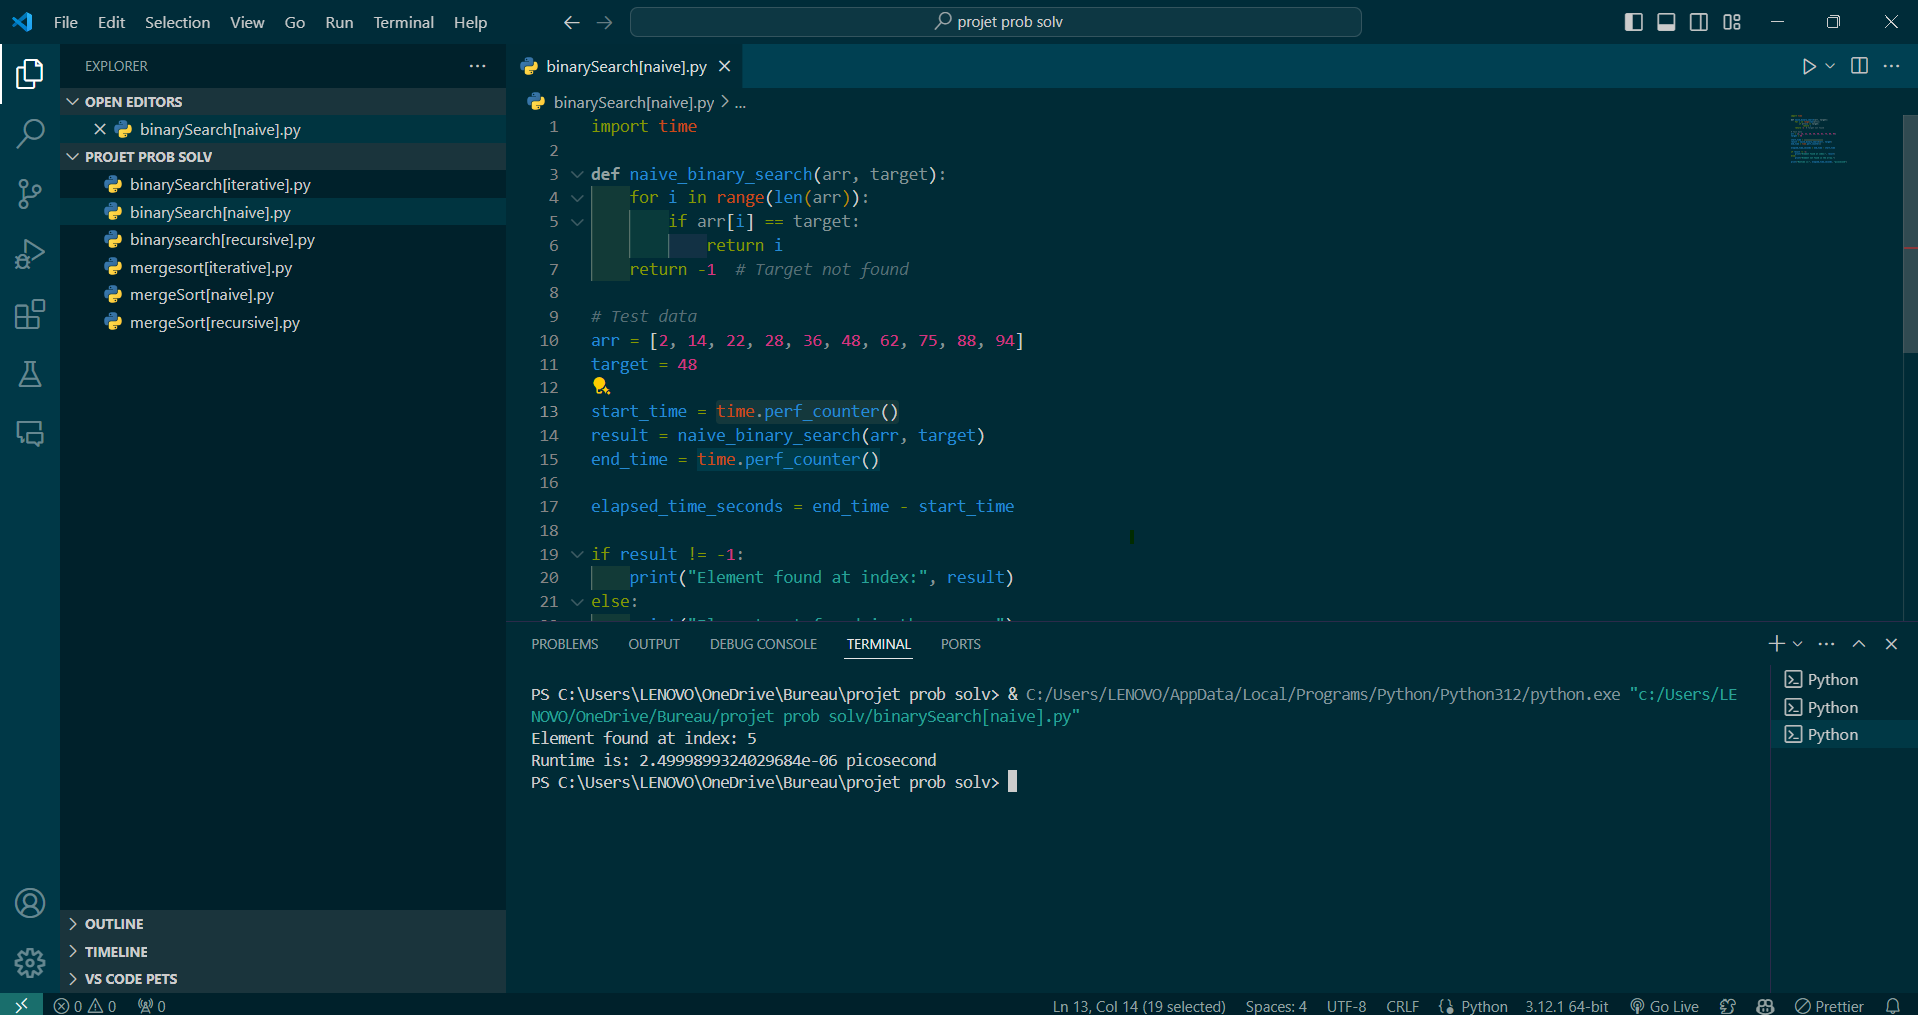 File Edit Selection View Go Run Terminal Help
projet prob solv
EXPLORER
OPEN EDITORS
binarySearch[naive].py
PROJET PROB SOLV
binarySearch[iterative].py
binarySearch[naive].py
binarysearch[recursive].py
mergesort[iterative].py
mergeSort[naive].py
mergeSort[recursive].py
OUTLINE
TIMELINE
VS CODE PETS
binarySearch[naive].py
binarySearch[naive].py > ...
1 import time
2
3 def naive_binary_search(arr, target):
4 for i in range(len(arr)):
5 if arr[i] == target:
6 return i
7 return -1 # Target not found
8
9 # Test data
10 arr = [2, 14, 22, 28, 36, 48, 62, 75, 88, 94]
11 target = 48
12
13 start_time = time.perf_counter()
14 result = naive_binary_search(arr, target)
15 end_time = time.perf_counter()
16
17 elapsed_time_seconds = end_time - start_time
18
19 if result != -1:
20 print("Element found at index:", result)
21 else:
PROBLEMS OUTPUT DEBUG CONSOLE TERMINAL PORTS
PS C:\Users\LENOVO\OneDrive\Bureau\projet prob solv> & C:/Users/LENOVO/AppData/Local/Programs/Python/Python312/python.exe "c:/Users/LE
NOVO/OneDrive/Bureau/projet prob solv/binarySearch[naive].py"
Element found at index: 5
Runtime is: 2.4999899324029684e-06 picosecond
PS C:\Users\LENOVO\OneDrive\Bureau\projet prob solv>
Python
Python
Python
0 0 0
Ln 13, Col 14 (19 selected) Spaces: 4 UTF-8 CRLF Python 3.12.1 64-bit Go Live Prettier